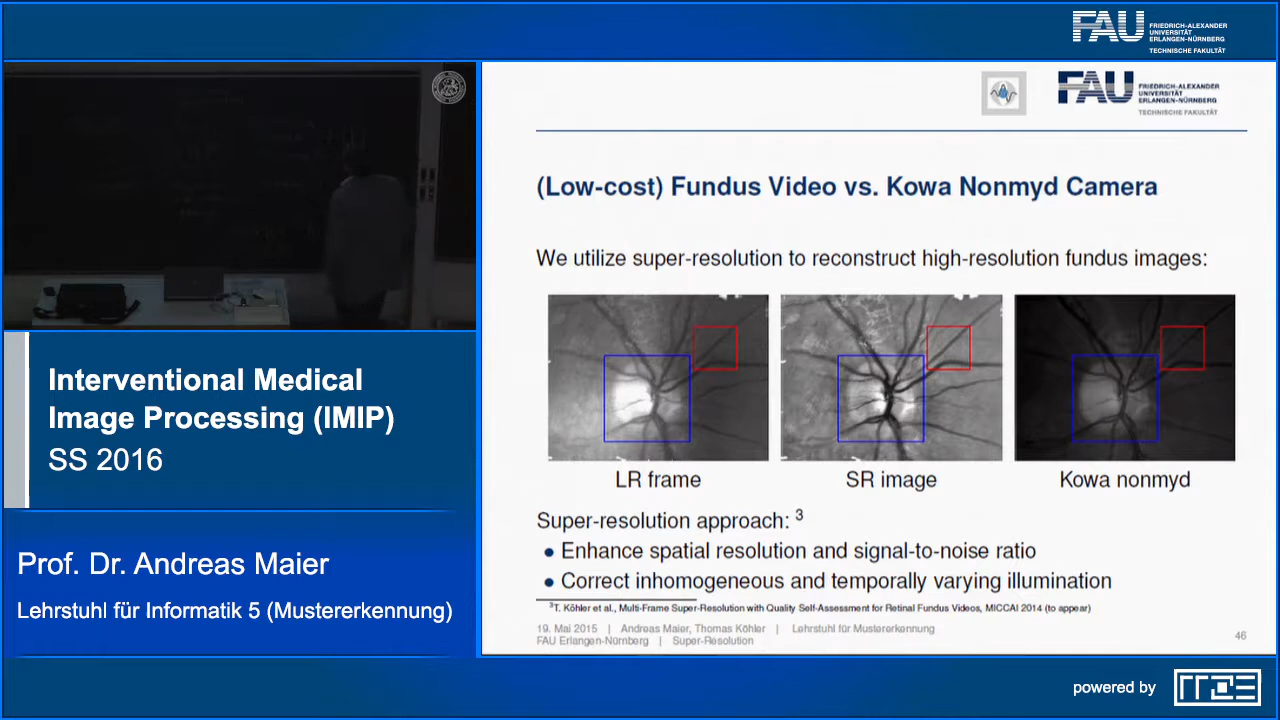 FAU
FRIEDRICH-ALEXANDER
UNIVERSITÄT
ERLANGEN-NÜRNBERG
TECHNISCHE FAKULTÄT
FAU
FRIEDRICH-ALEXANDER
UNIVERSITÄT
ERLANGEN-NÜRNBERG
TECHNISCHE FAKULTÄT
(Low-cost) Fundus Video vs. Kowa Nonmyd Camera
We utilize super-resolution to reconstruct high-resolution fundus images:
LR frame
SR image
Kowa nonmyd
Super-resolution approach: 3
• Enhance spatial resolution and signal-to-noise ratio
• Correct inhomogeneous and temporally varying illumination
3T. Köhler et al., Multi-Frame Super-Resolution with Quality Self-Assessment for Retinal Fundus Videos, MICCAI 2014 (to appear)
19. Mai 2015 | Andreas Maier, Thomas Köhler | Lehrstuhl für Mustererkennung
FAU Erlangen-Nürnberg | Super-Resolution
46
Interventional Medical
Image Processing (IMIP)
SS 2016
Prof. Dr. Andreas Maier
Lehrstuhl für Informatik 5 (Mustererkennung)
powered by